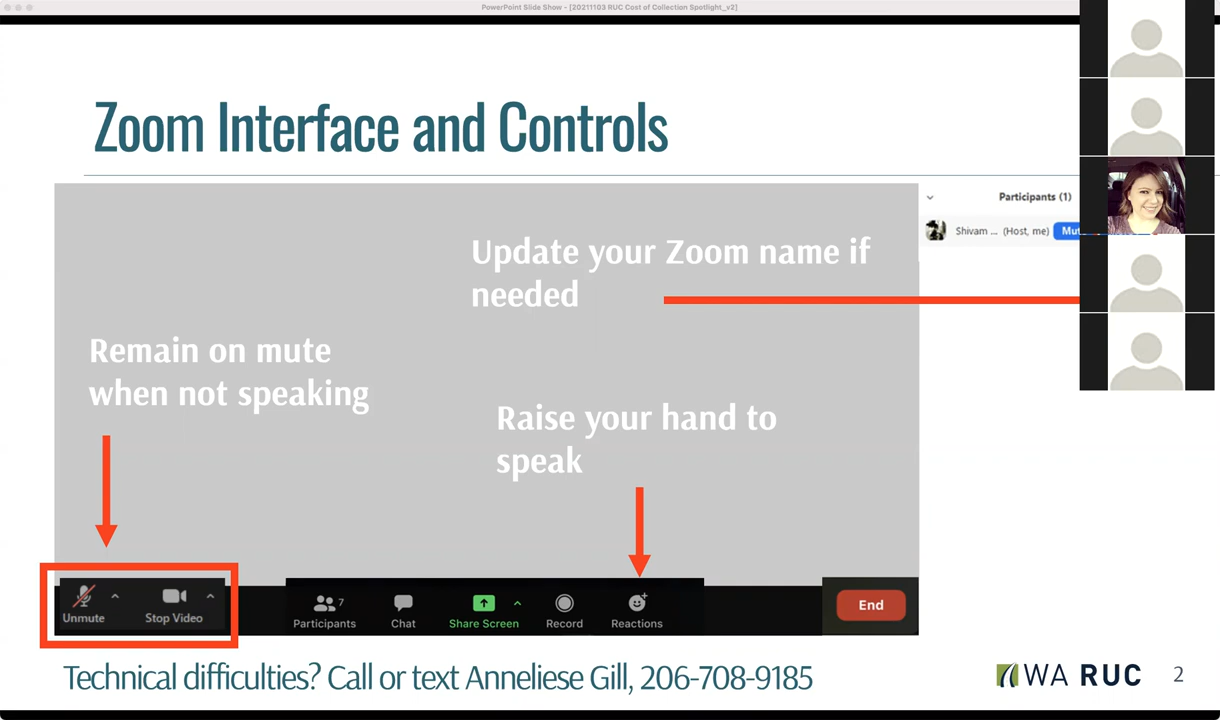 PowerPoint Slide Show - [20211103 RUC Cost of Collection Spotlight_v2]
Zoom Interface and Controls
Participants (1)
Shivam ... (Host, me)
Update your Zoom name if
needed
Remain on mute
when not speaking
Raise your hand to
speak
Unmute
Stop Video
7
Participants
Chat
Share Screen
Record
Reactions
End
Technical difficulties? Call or text Anneliese Gill, 206-708-9185
WA RUC
2